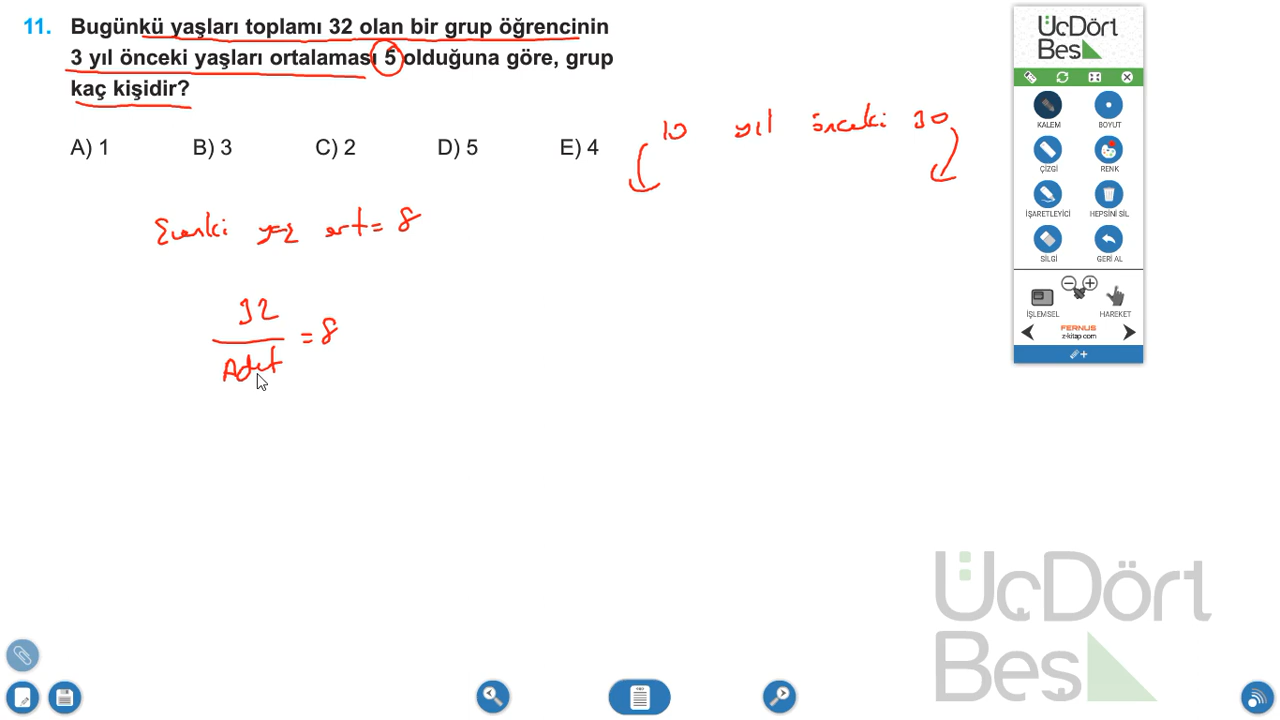 11. Bugünkü yaşları toplamı 32 olan bir grup öğrencinin
3 yıl önceki yaşları ortalaması 5 olduğuna göre, grup
kaç kişidir?
A) 1 B) 3 C) 2 D) 5 E) 4
10 yıl önceki 30
yaş ort = 8
32
= 8
Adet
ÜçDört
Beş
KALEM BOYUT
ÇİZGİ RENK
İŞARETLEYİCİ HEPSİNİ SİL
SİLGİ GERİ AL
İŞLEMSEL HAREKET
FERNUS
z-kitap.com
ÜçDört
Beş